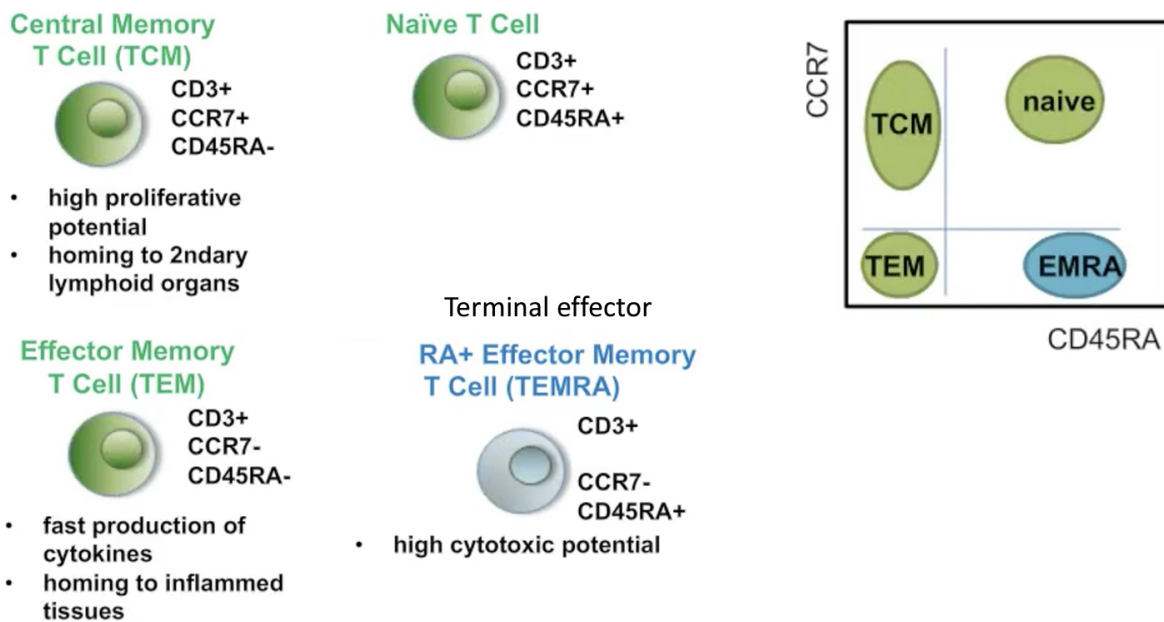 Central Memory
T Cell (TCM)
CD3+
CCR7+
CD45RA-
• high proliferative
potential
• homing to 2ndary
lymphoid organs
Naïve T Cell
CD3+
CCR7+
CD45RA+
Effector Memory
T Cell (TEM)
CD3+
CCR7-
CD45RA-
• fast production of
cytokines
• homing to inflammed
tissues
Terminal effector
RA+ Effector Memory
T Cell (TEMRA)
CD3+
CCR7-
CD45RA+
• high cytotoxic potential
CCR7
TCM
naive
TEM
EMRA
CD45RA